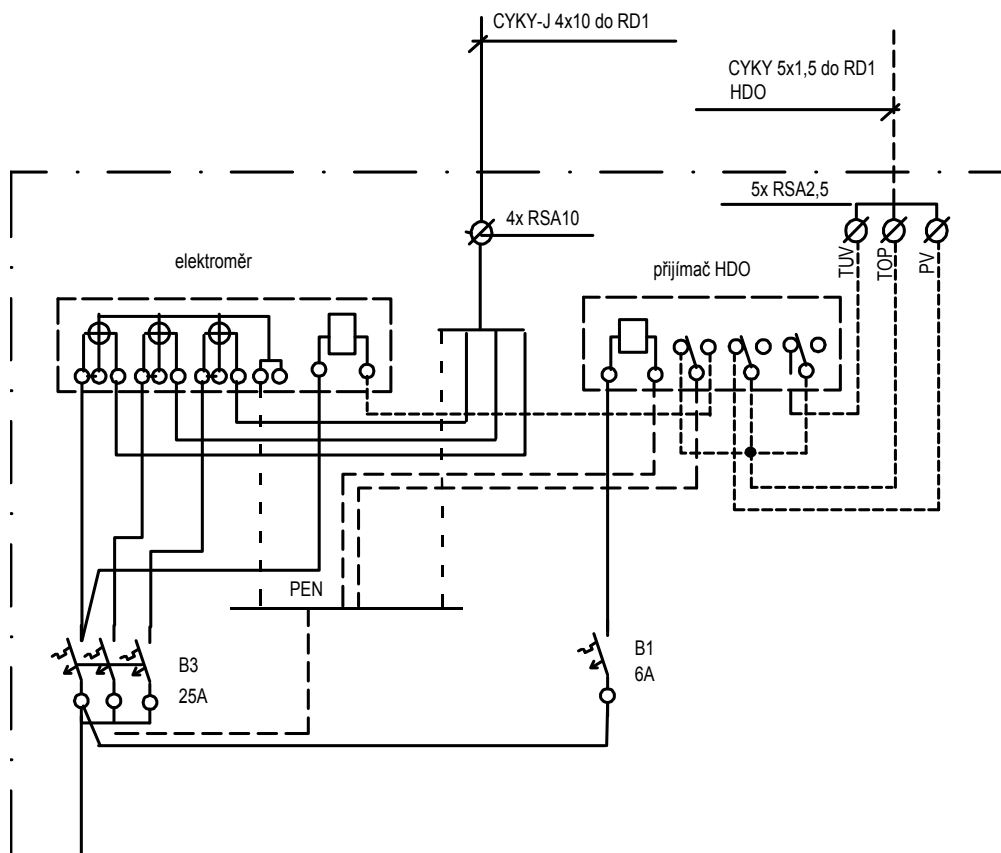 CYKY-J 4x10 do RD1
CYKY 5x1,5 do RD1
HDO
5x RSA2,5
4x RSA10
elektroměr
přijímač HDO
TUV
TOP
PV
PEN
B3
25A
B1
6A